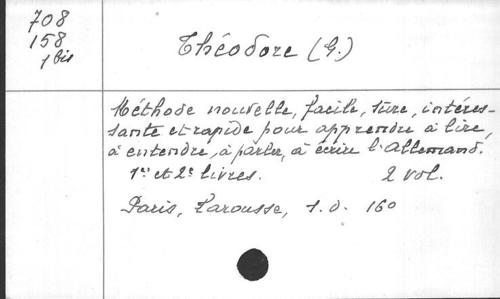 708
158
1 bis
Théodore (G.)
Méthode nouvelle, facile, sûre, intéres-
sante et rapide pour apprendre à lire,
à entendre, à parler, à écrire l'allemand.
1er et 2e livres. 2 vol.
Paris, Larousse, s.d. 16o